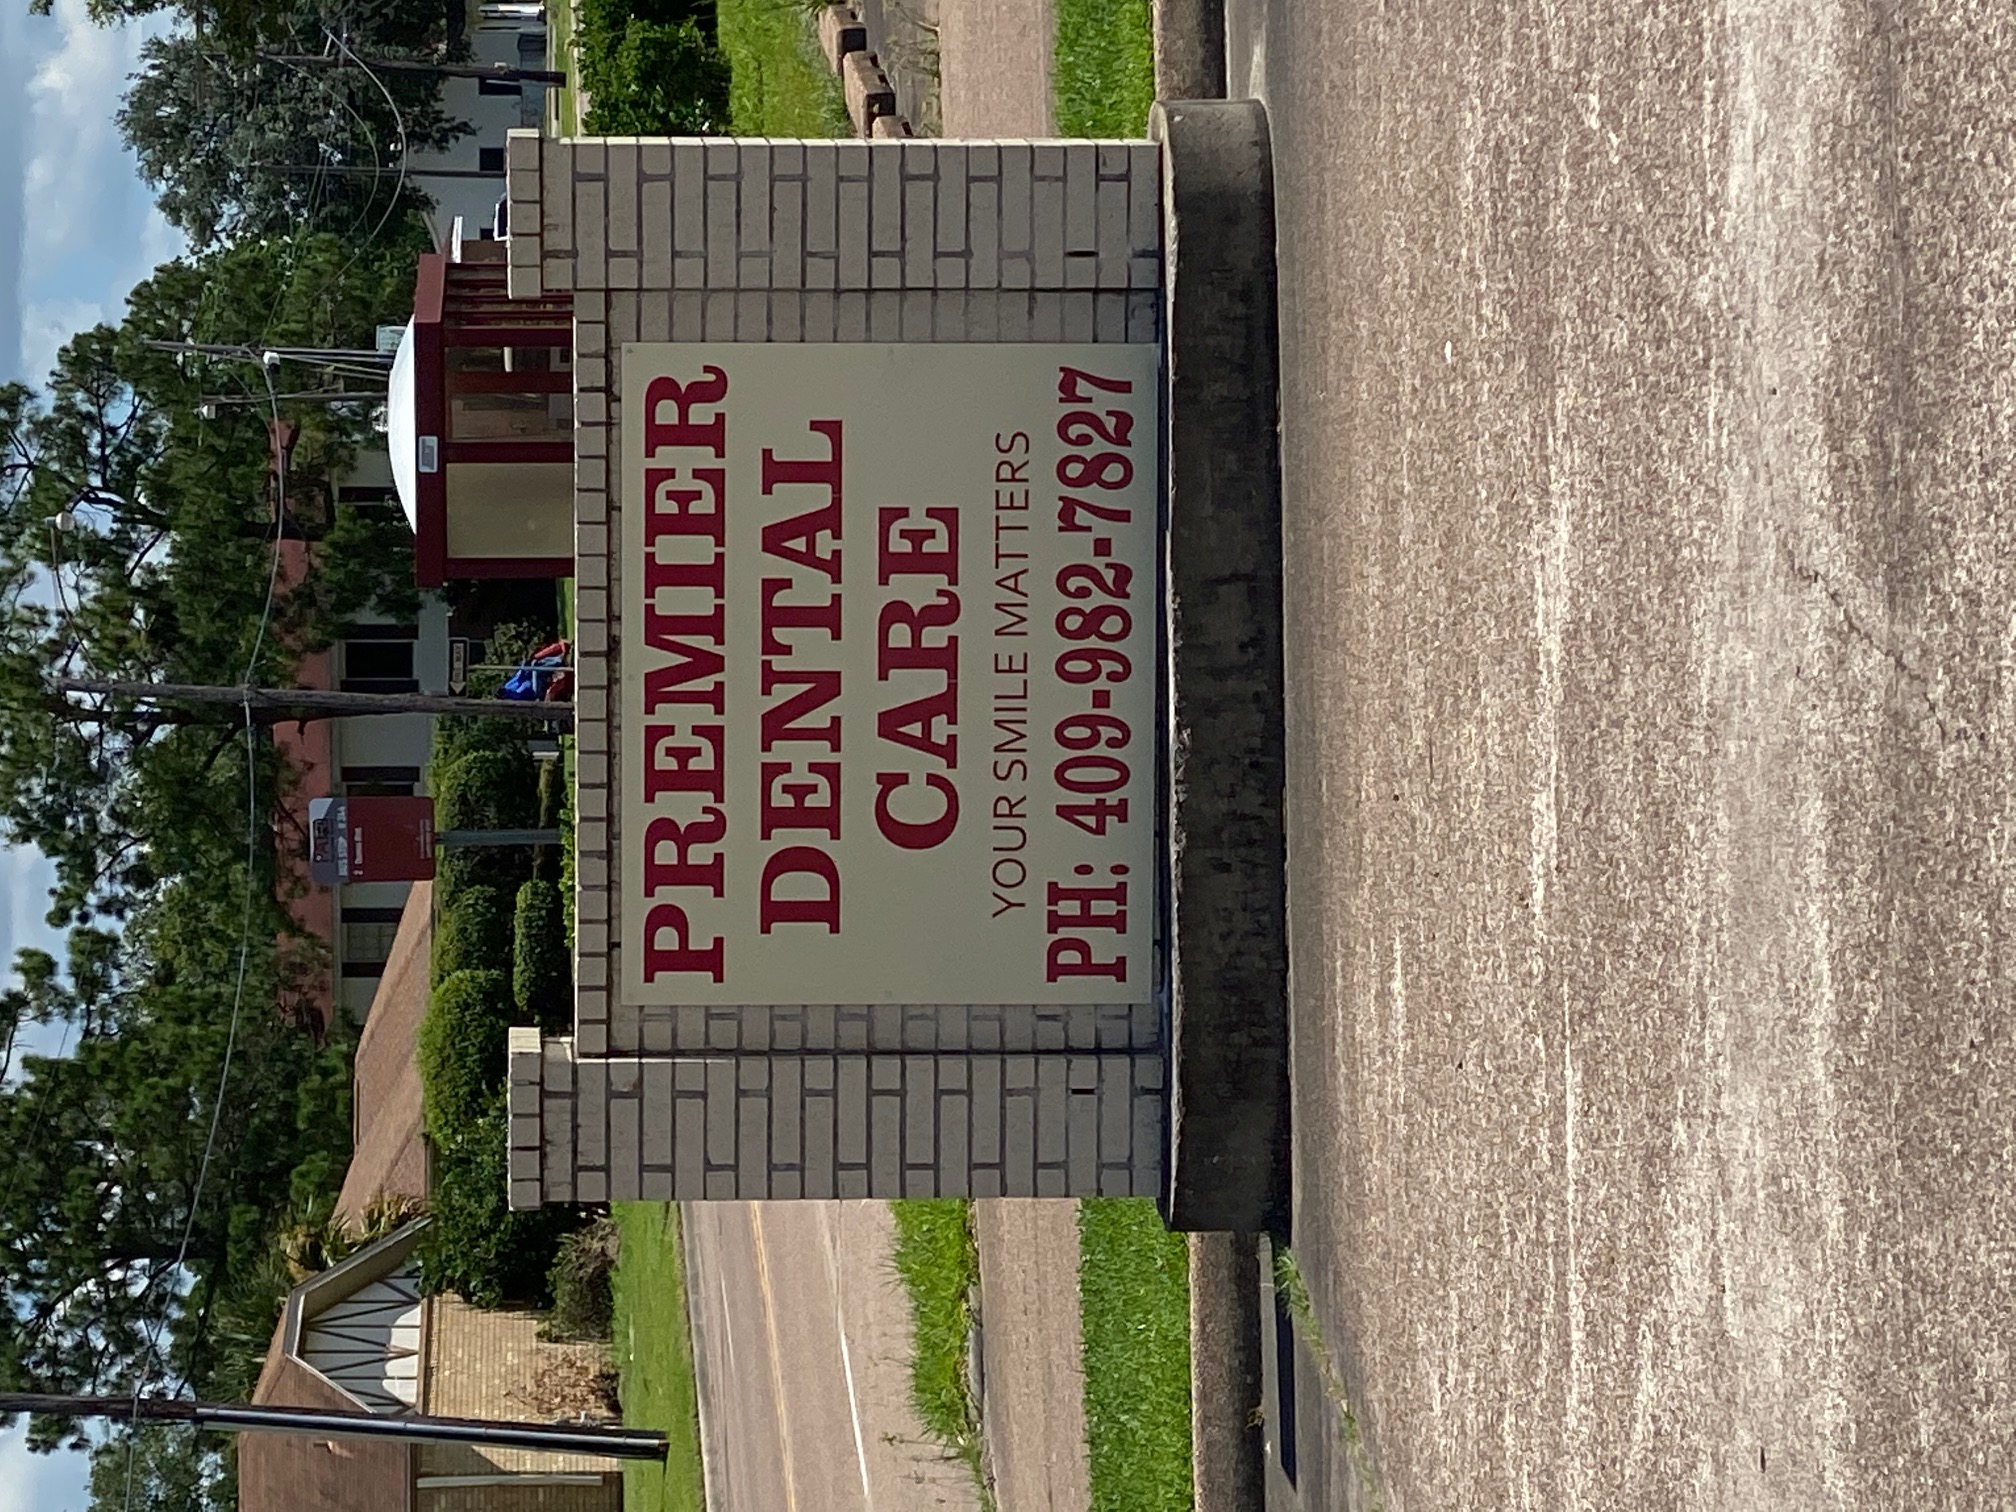 PREMIER
DENTAL
CARE
YOUR SMILE MATTERS
PH: 409-982-7827